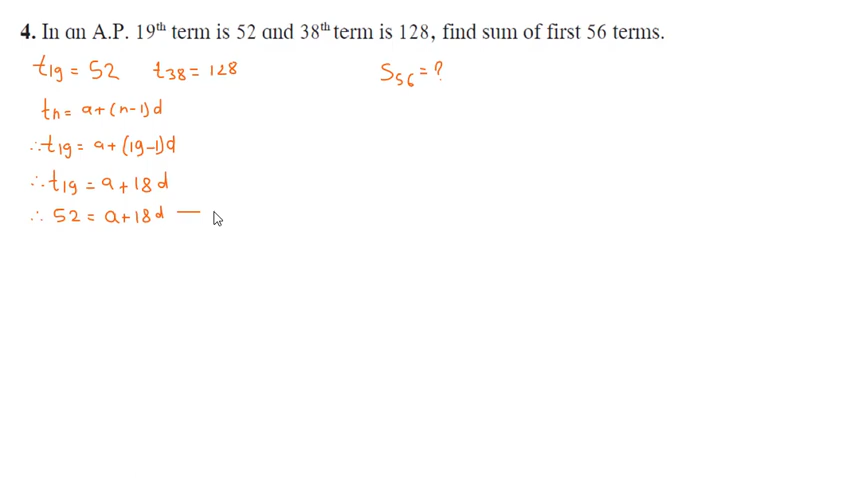 4. In an A.P. 19th term is 52 and 38th term is 128, find sum of first 56 terms.
t19 = 52 t38 = 128 S56 = ?
tn = a + (n-1)d
∴ t19 = a + (19-1)d
∴ t19 = a + 18d
∴ 52 = a + 18d —